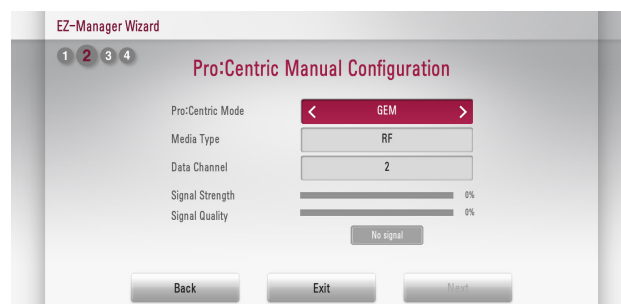 EZ-Manager Wizard
1 2 3 4
Pro:Centric Manual Configuration
Pro:Centric Mode < GEM >
Media Type RF
Data Channel 2
Signal Strength 0%
Signal Quality 0%
No signal
Back Exit Next